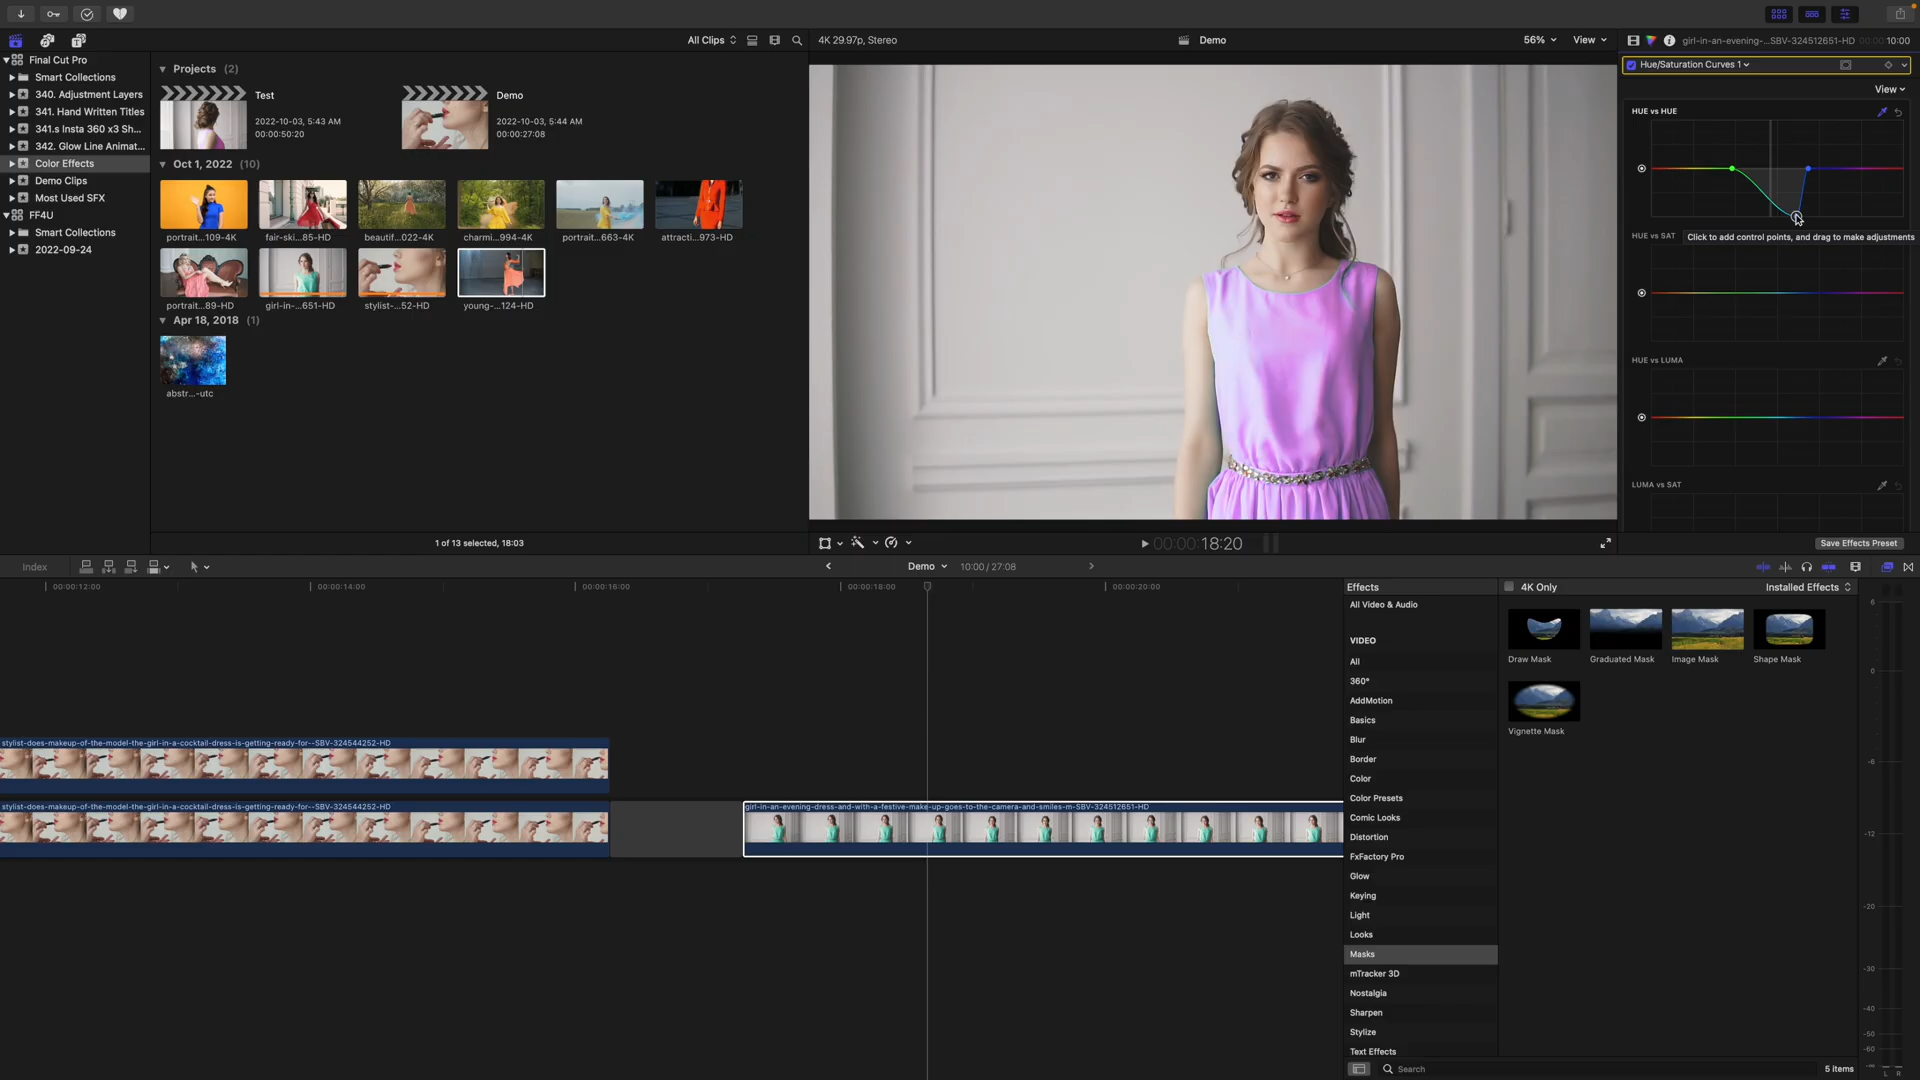 All Clips
4K 29.97p, Stereo
Demo
56%
View
girl-in-an-evening-...SBV-324512651-HD
00:00:10:00
Final Cut Pro
Smart Collections
340. Adjustment Layers
341. Hand Written Titles
341.s Insta 360 x3 Sh...
342. Glow Line Animat...
Color Effects
Demo Clips
Most Used SFX
FF4U
Smart Collections
2022-09-24
Projects (2)
Test
2022-10-03, 5:43 AM
00:00:50:20
Demo
2022-10-03, 5:44 AM
00:00:27:08
Oct 1, 2022 (10)
portrait...109-4K
fair-ski...85-HD
beautif...022-4K
charmi...994-4K
portrait...663-4K
attracti...973-HD
portrait...89-HD
girl-in-...651-HD
stylist-...52-HD
young-...124-HD
Apr 18, 2018 (1)
abstr...-utc
1 of 13 selected, 18:03
00:00:18:20
Hue/Saturation Curves 1
View
HUE vs HUE
HUE vs SAT
Click to add control points, and drag to make adjustments
HUE vs LUMA
LUMA vs SAT
Save Effects Preset
Index
Demo
10:00 / 27:08
00:00:12:00
00:00:14:00
00:00:16:00
00:00:18:00
00:00:20:00
stylist-does-makeup-of-the-model-the-girl-in-a-cocktail-dress-is-getting-ready-for--SBV-324544252-HD
stylist-does-makeup-of-the-model-the-girl-in-a-cocktail-dress-is-getting-ready-for--SBV-324544252-HD
girl-in-an-evening-dress-and-with-a-festive-make-up-goes-to-the-camera-and-smiles-m-SBV-324512651-HD
Effects
4K Only
Installed Effects
All Video & Audio
VIDEO
All
360°
AddMotion
Basics
Blur
Border
Color
Color Presets
Comic Looks
Distortion
FxFactory Pro
Glow
Keying
Light
Looks
Masks
mTracker 3D
Nostalgia
Sharpen
Stylize
Text Effects
Draw Mask
Graduated Mask
Image Mask
Shape Mask
Vignette Mask
Search
5 items
6
0
-6
-12
-20
-30
-40
-50
-60
-∞
L R